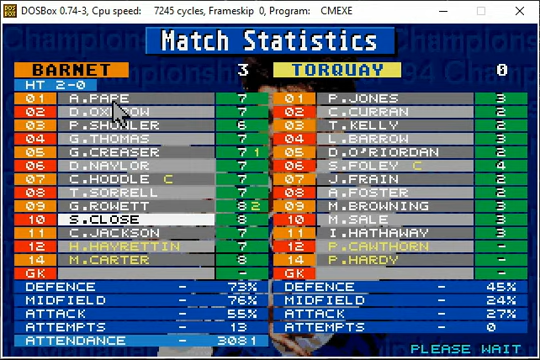 DOSBox 0.74-3, Cpu speed: 7245 cycles, Frameskip 0, Program: CMEXE
Match Statistics
BARNET 3 TORQUAY 0
HT 2-0
01 A.PAPE 7 01 P.JONES 3
02 D.OXLOW 7 02 C.CURRAN 2
03 P.SHOWLER 6 03 T.KELLY 2
04 G.THOMAS 7 04 L.BARROW 3
05 G.CREASER 7 1 05 D.O'RIORDAN 2
06 D.NAYLOR 7 06 S.FOLEY C 4
07 C.HODDLE C 7 07 J.FRAIN 2
08 T.SORRELL 7 08 A.FOSTER 2
09 G.ROWETT 8 2 09 M.BROWNING 3
10 S.CLOSE 8 10 M.SALE 3
11 C.JACKSON 7 11 I.HATHAWAY 3
12 H.HAYRETTIN 7 12 P.CAWTHORN -
14 M.CARTER 8 14 P.HARDY -
GK - GK -
DEFENCE - 73% DEFENCE - 45%
MIDFIELD - 76% MIDFIELD - 24%
ATTACK - 55% ATTACK - 27%
ATTEMPTS - 13 ATTEMPTS - 0
ATTENDANCE - 3081
PLEASE WAIT